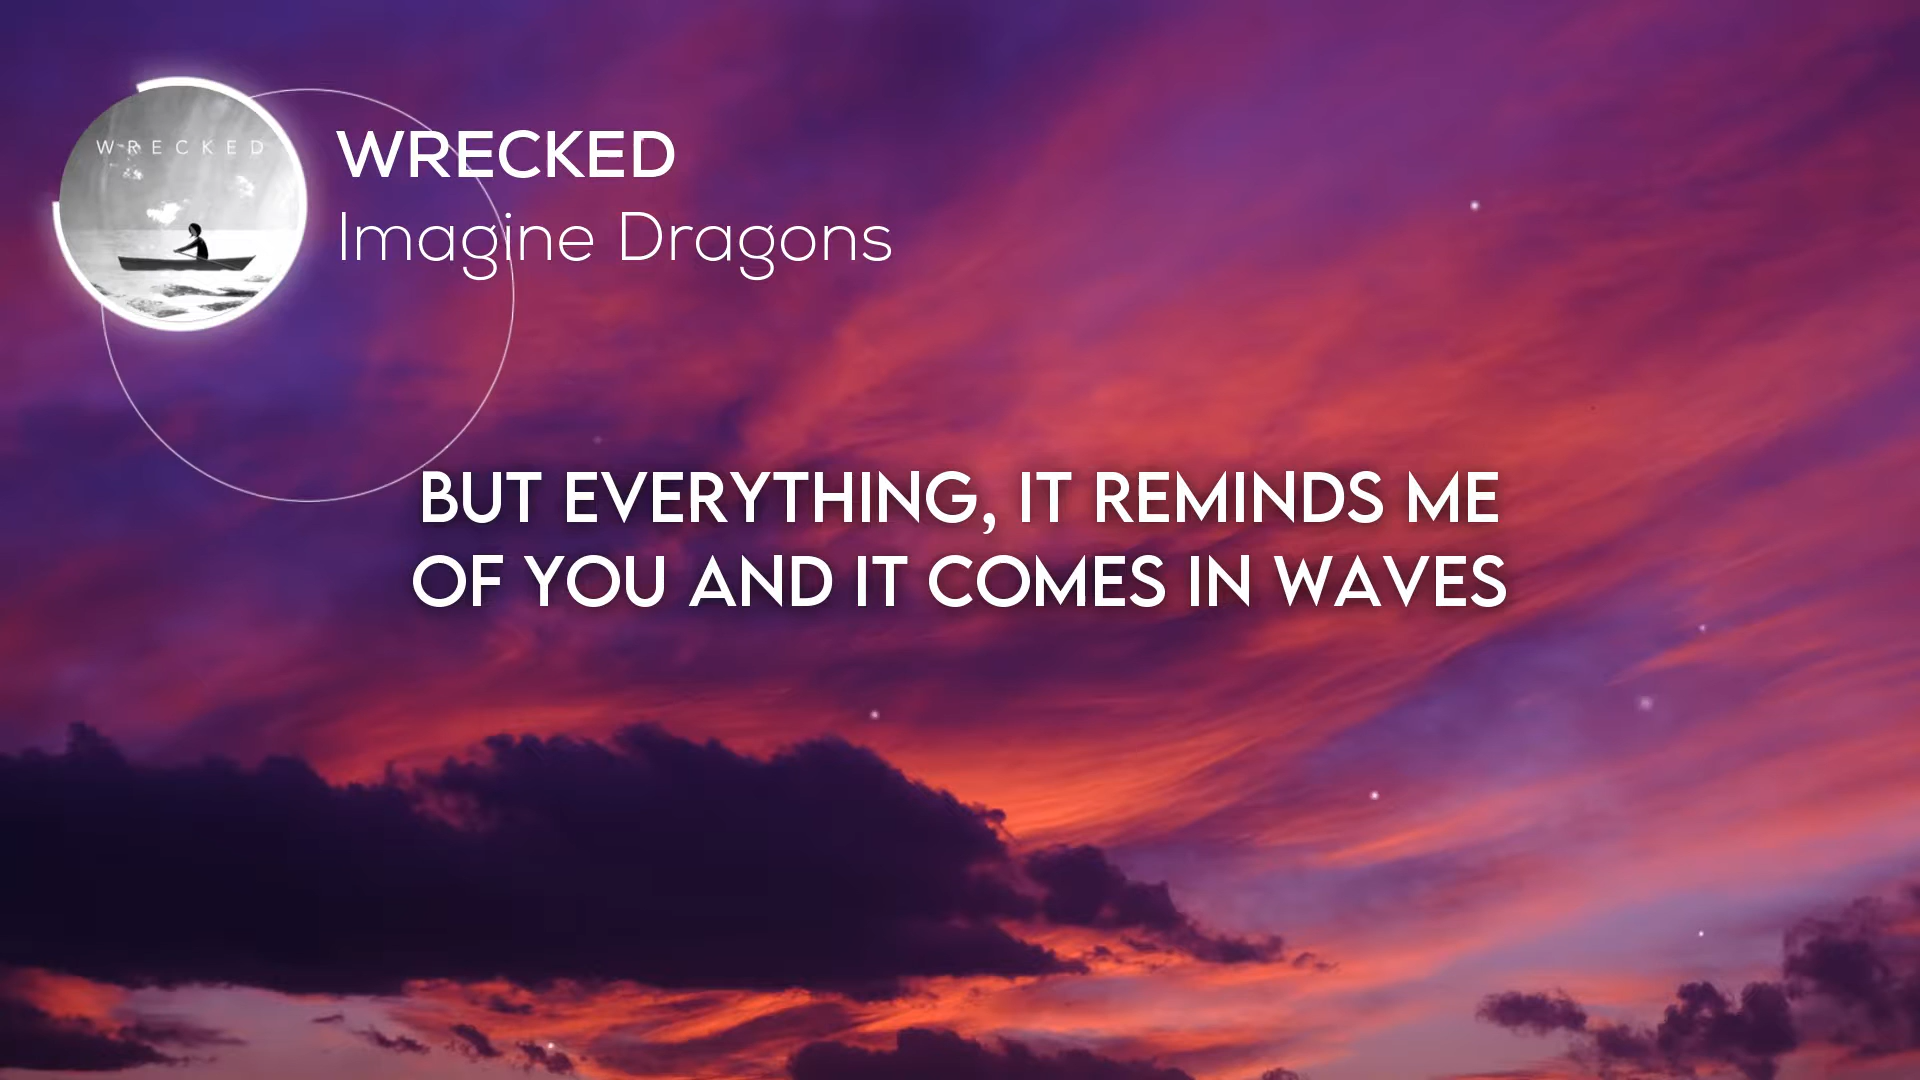 WRECKED
WRECKED
Imagine Dragons
BUT EVERYTHING, IT REMINDS ME
OF YOU AND IT COMES IN WAVES